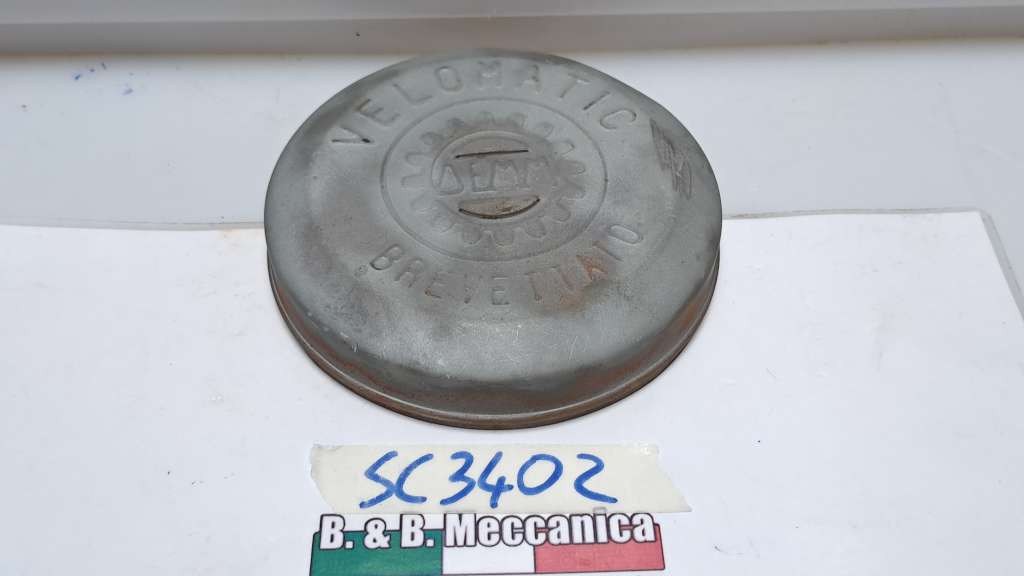 VELOMATIC
DEMM
BREVETTATO
SC3402
B. & B. Meccanica